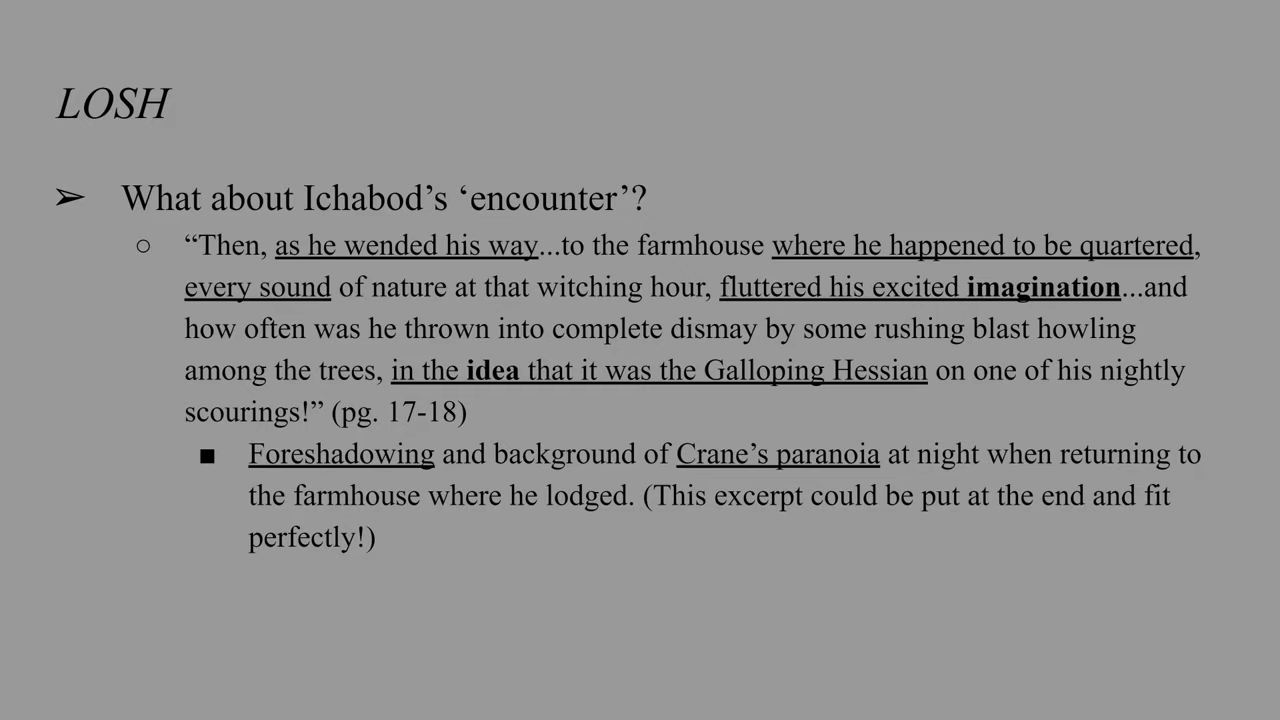 LOSH
➢ What about Ichabod’s ‘encounter’?
○ “Then, as he wended his way...to the farmhouse where he happened to be quartered,
every sound of nature at that witching hour, fluttered his excited imagination...and
how often was he thrown into complete dismay by some rushing blast howling
among the trees, in the idea that it was the Galloping Hessian on one of his nightly
scourings!” (pg. 17-18)
■ Foreshadowing and background of Crane’s paranoia at night when returning to
the farmhouse where he lodged. (This excerpt could be put at the end and fit
perfectly!)